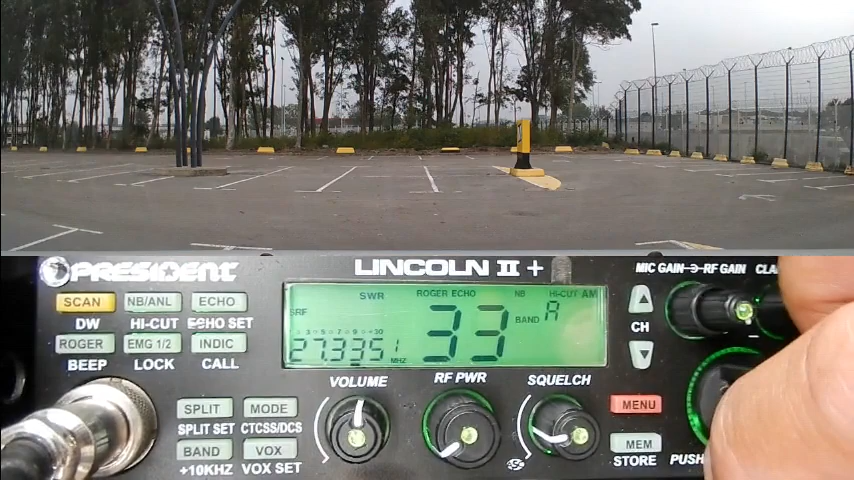 PRESIDENT
LINCOLN II +
MIC GAIN RF GAIN
SCAN NB/ANL ECHO
DW HI-CUT ECHO SET
ROGER EMG 1/2 INDIC
BEEP LOCK CALL
SWR ROGER ECHO NB HI-CUT AM
SRF
33 BAND A
27.3351 MHZ
CH
VOLUME RF PWR SQUELCH
SPLIT MODE
SPLIT SET CTCSS/DCS
BAND VOX
+10KHZ VOX SET
MENU
MEM
STORE PUSH